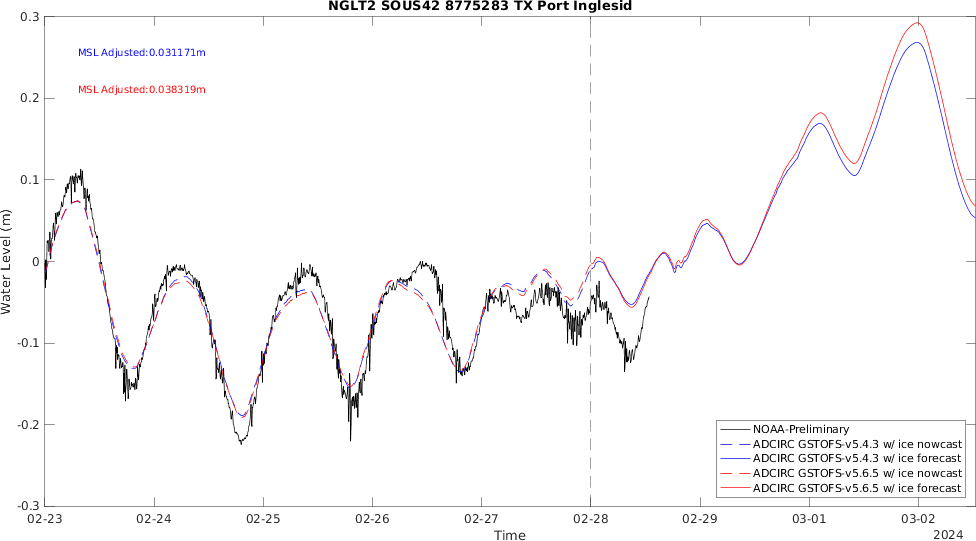 NGLT2 SOUS42 8775283 TX Port Inglesid
MSL Adjusted:0.031171m
MSL Adjusted:0.038319m
Water Level (m)
0.3
0.2
0.1
0
-0.1
-0.2
-0.3
NOAA-Preliminary
ADCIRC GSTOFS-v5.4.3 w/ ice nowcast
ADCIRC GSTOFS-v5.4.3 w/ ice forecast
ADCIRC GSTOFS-v5.6.5 w/ ice nowcast
ADCIRC GSTOFS-v5.6.5 w/ ice forecast
02-23 02-24 02-25 02-26 02-27 02-28 02-29 03-01 03-02
Time
2024